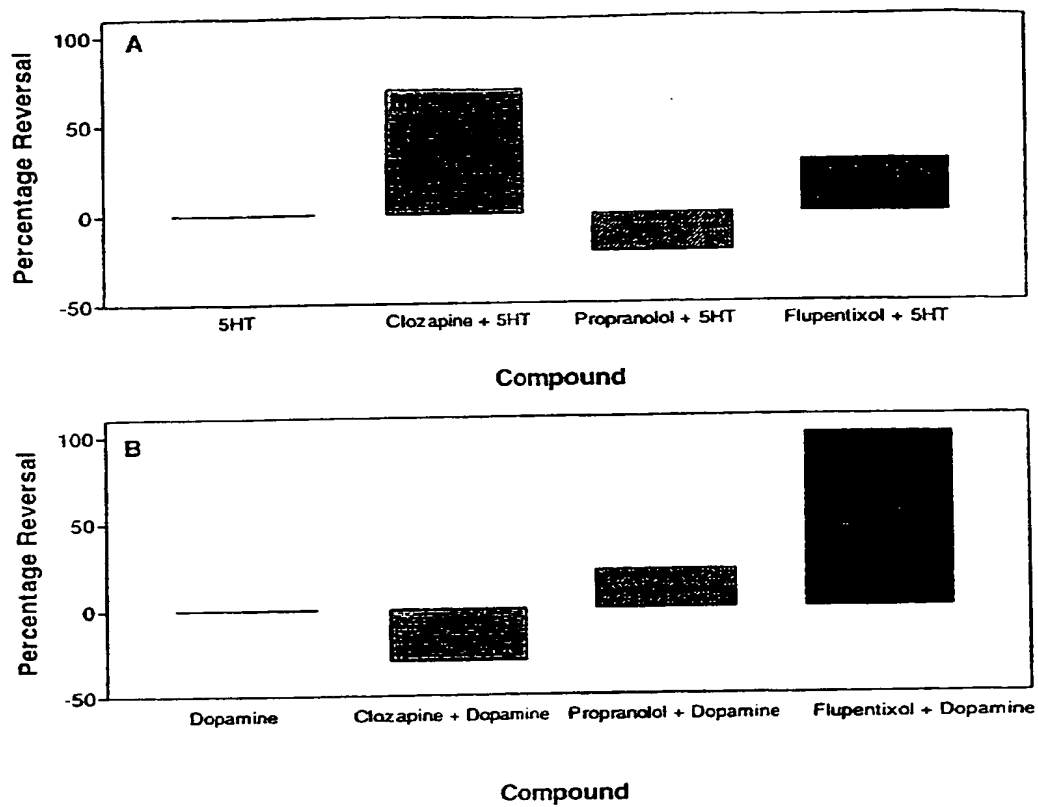 A
Percentage Reversal
100
50
0
-50
5HT
Clozapine + 5HT
Propranolol + 5HT
Flupentixol + 5HT
Compound
B
Percentage Reversal
100
50
0
-50
Dopamine
Clozapine + Dopamine
Propranolol + Dopamine
Flupentixol + Dopamine
Compound